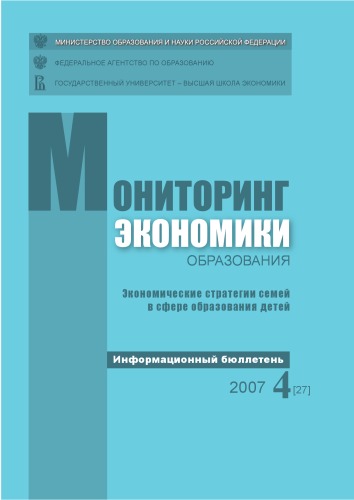 МИНИСТЕРСТВО ОБРАЗОВАНИЯ И НАУКИ РОССИЙСКОЙ ФЕДЕРАЦИИ
ФЕДЕРАЛЬНОЕ АГЕНТСТВО ПО ОБРАЗОВАНИЮ
ГОСУДАРСТВЕННЫЙ УНИВЕРСИТЕТ – ВЫСШАЯ ШКОЛА ЭКОНОМИКИ
МОНИТОРИНГ
ЭКОНОМИКИ
ОБРАЗОВАНИЯ
Экономические стратегии семей
в сфере образования детей
Информационный бюллетень
2007 4 [27]